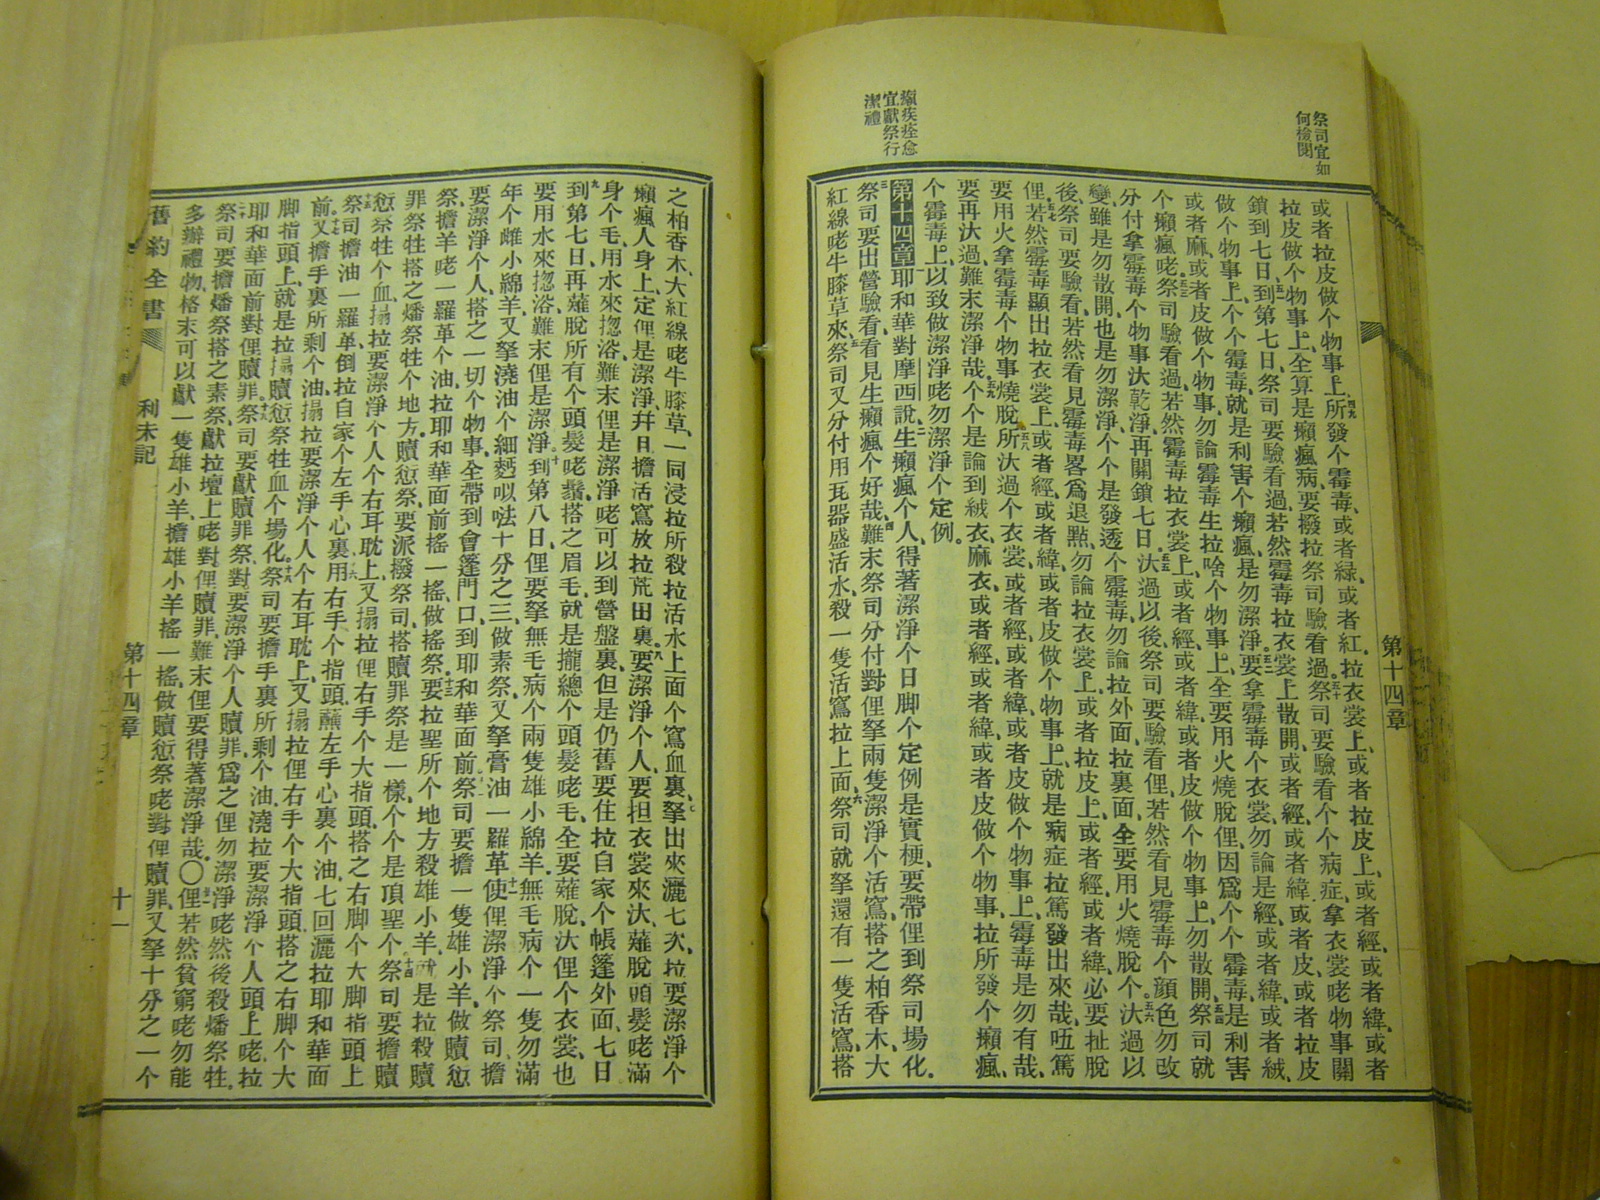 祭司宜如
何檢閱
或者拉皮做个物事上所發个霉毒、或者緑、或者紅、拉衣裳上、或者拉皮上、或者經、或者緯、或者
拉皮做个物事上、全算是癩瘋病、要撥拉祭司驗看過、祭司要驗看个个病症、拿衣裳咾物事關
鎖到七日、到第七日、祭司要驗看過、若然霉毒拉衣裳上散開、或者經、或者緯、或者皮、或者拉皮
做个物事上、个个霉毒、就是利害个癩瘋、是勿潔淨、要拿霉毒个衣裳、勿論是經、或者緯、或者絨、
或者麻、或者皮做个物事、勿論霉毒生拉啥个物事上、全要用火燒脫俚、因爲个个霉毒、是利害
个癩瘋咾、祭司驗看過、若然霉毒拉衣裳上、或者經、或者緯、或者皮做个物事上、勿散開、祭司就
分付拿霉毒个物事汏乾淨、再關鎖七日、汏過以後、祭司要驗看俚、若然看見霉毒个顔色勿改
變、雖是勿散開、也是勿潔淨、个个是發透个霉毒、勿論拉外面、拉裏面、全要用火燒脫个、汏過以
後、祭司要驗看、若然看見霉毒畧爲退點、勿論拉衣裳上、或者拉皮上、或者經、或者緯、必要扯脫
俚、若然霉毒顯出拉衣裳上、或者經、或者緯、或者皮做个物事上、就是病症拉篤發出來哉、㕶篤
要用火拿霉毒个物事燒脫、所汏過个衣裳、或者經、或者緯、或者皮做个物事上、霉毒是勿有哉、
要再汏過、難末潔淨哉、个个是論到絨衣、麻衣、或者經、或者緯、或者皮做个物事、拉所發个癩瘋、
个霉毒上、以致做潔淨咾勿潔淨个定例。
癩疾痊愈
宜獻祭行
潔禮
第十四章 耶和華對摩西說、生癩瘋个人、得著潔淨个日脚个定例是實梗、要帶俚到祭司場化、
祭司要出營驗看、看見生癩瘋个好哉、難末祭司分付對俚拏兩隻潔淨个活窵、搭之柏香木、大
紅線咾牛膝草來、祭司又分付用瓦器盛活水、殺一隻活窵拉上面、祭司就拏還有一隻活窵、搭
第十四章
之柏香木、大紅線咾牛膝草、一同浸拉所殺拉活水上面个窵血裏、拏出來灑七次、拉要潔淨个
癩瘋人身上、定俚是潔淨、幷且擔活窵放拉荒田裏、要潔淨个人、要担衣裳來汏、薙脫頭髮咾滿
身个毛、用水來揔浴、難末俚是潔淨咾可以到營盤裏、但是仍舊要住拉自家个帳篷外面、七日
到第七日、再薙脫所有个頭髮咾鬍搭之眉毛、就是攏總个頭髮咾毛、全要薙脫、汏俚个衣裳、也
要用水來揔浴、難末俚是潔淨、到第八日、俚要拏無毛病个兩隻雄小綿羊、無毛病个一隻勿滿
年个雌小綿羊、又拏澆油个細麪㕥㕸十分之三、做素祭、又拏膏油一羅革、使俚潔淨个祭司、擔
要潔淨个人搭之一切个物事、全帶到會篷門口、到耶和華面前、祭司要擔一隻雄小羊、做贖愆
祭、擔羊咾一羅革个油、拉耶和華面前、搖一搖做搖祭、要拉聖所个地方殺雄小羊、就是拉殺贖
罪祭牲搭之燔祭牲个地方、贖愆祭、要派撥祭司、搭贖罪祭是一樣、个个是頂聖个、祭司要擔贖
愆祭牲个血、搨拉要潔淨个人个右耳耽上、又搨拉俚右手个大指頭、搭之右脚个大脚指頭上、
祭司擔油一羅革、倒拉自家个左手心裏、用右手个指頭、蘸左手心裏个油、七回灑拉耶和華面
前、又擔手裏所剩个油、搨拉要潔淨个人个右耳耽上、又搨拉俚右手个大指頭搭之右脚个大
脚指頭上、就是拉搨贖愆祭牲血个場化、祭司要擔手裏所剩个油、澆拉要潔淨个人頭上咾、拉
耶和華面前對俚贖罪、祭司要獻贖罪祭、對要潔淨个人贖罪、爲之俚勿潔淨咾、然後殺燔祭牲、
祭司要擔燔祭搭之素祭、獻拉壇上咾、對俚贖罪、難末俚要得著潔淨哉、〇俚若然貧窮咾勿能
多辦禮物、格末可以獻一隻雄小羊、擔雄小羊搖一搖、做贖愆祭咾對俚贖罪、又拏十分之一个
舊約全書
利未記
第十四章
十一